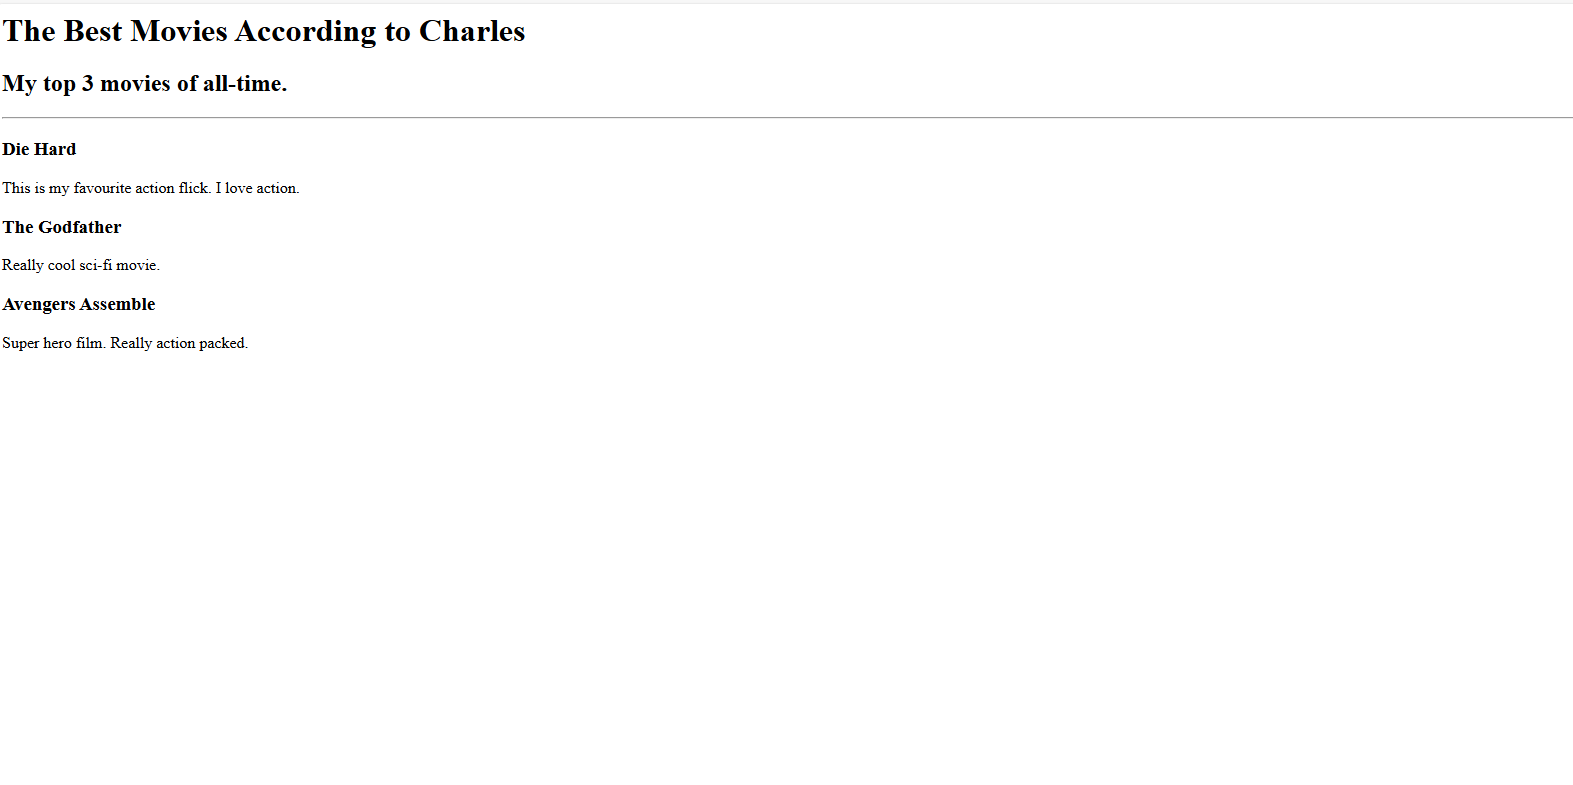 The Best Movies According to Charles
My top 3 movies of all-time.
Die Hard
This is my favourite action flick. I love action.
The Godfather
Really cool sci-fi movie.
Avengers Assemble
Super hero film. Really action packed.